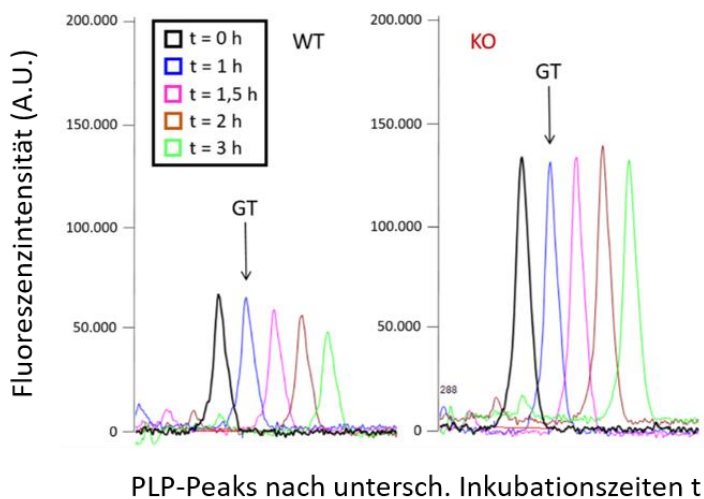 Fluoreszenzintensität (A.U.)
200.000
150.000
100.000
50.000
0
t = 0 h
t = 1 h
t = 1,5 h
t = 2 h
t = 3 h
WT
GT
200.000
150.000
100.000
50.000
0
KO
GT
288
PLP-Peaks nach untersch. Inkubationszeiten t